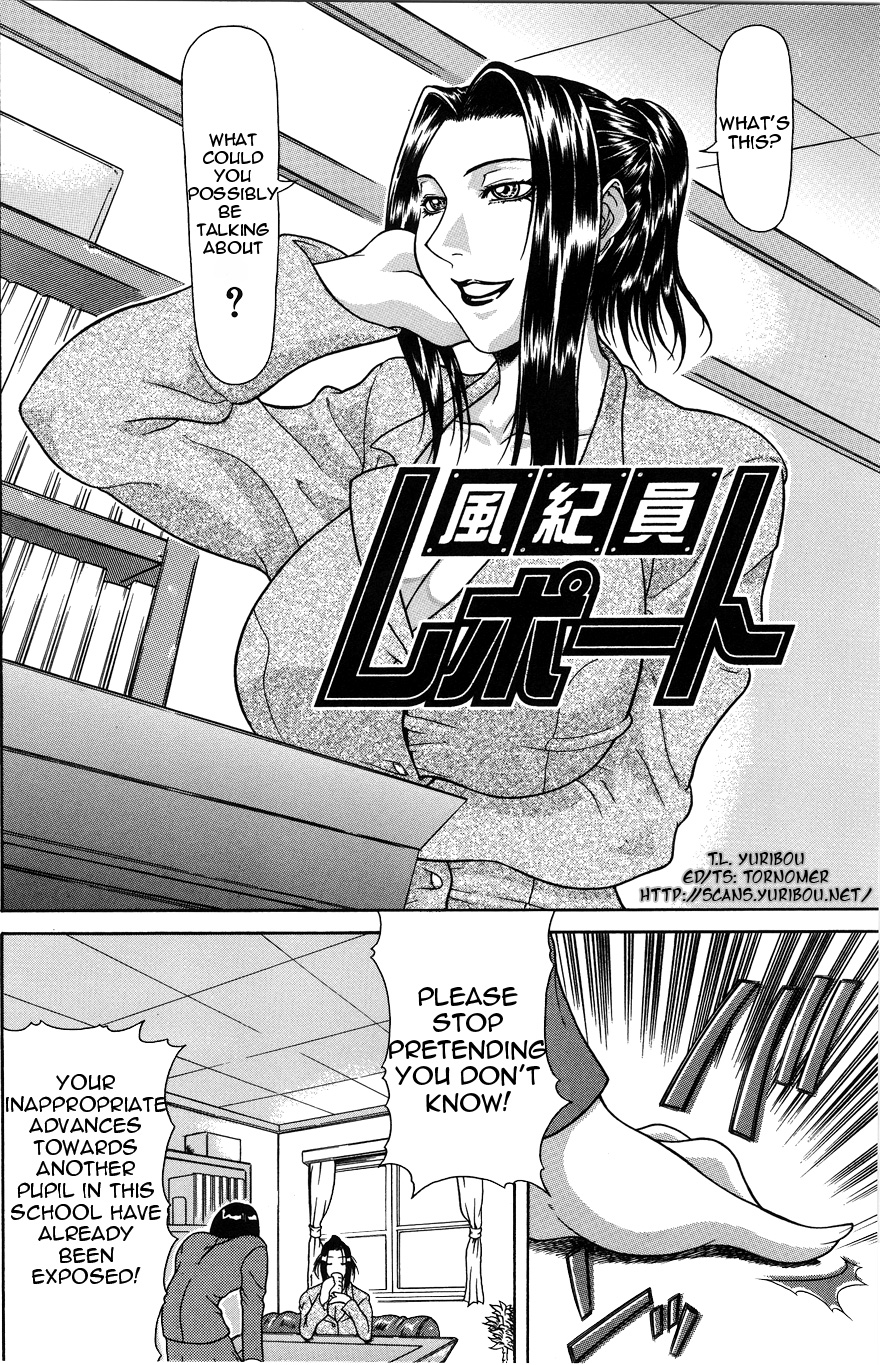 WHAT'S
THIS?
WHAT
COULD
YOU
POSSIBLY
BE
TALKING
ABOUT
?
風紀員
レポート
T.L. YURIBOU
ED/TS: TORNOMER
HTTP://SCANS.YURIBOU.NET/
PLEASE
STOP
PRETENDING
YOU DON'T
KNOW!
YOUR
INAPPROPRIATE
ADVANCES
TOWARDS
ANOTHER
PUPIL IN THIS
SCHOOL HAVE
ALREADY
BEEN
EXPOSED!